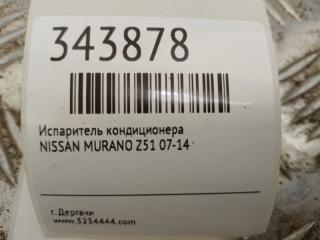 343878
Испаритель кондиционера
NISSAN MURANO Z51 07-14
г. Дергачи
www.3234444.com